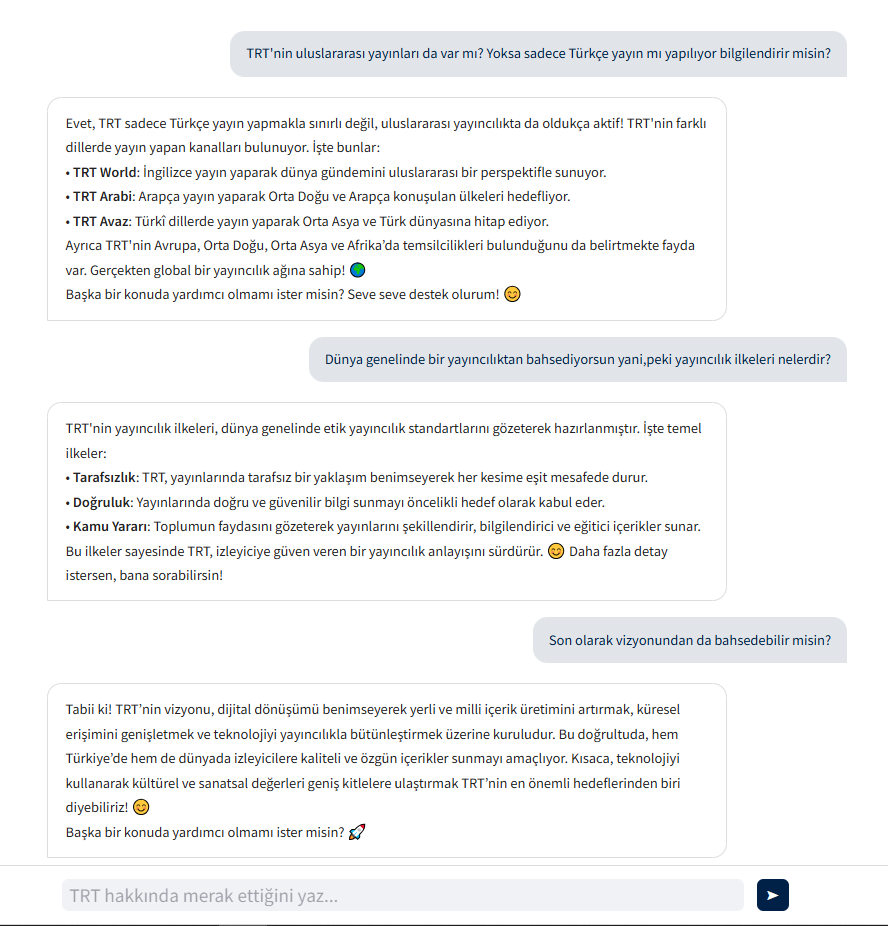 TRT'nin uluslararası yayınları da var mı? Yoksa sadece Türkçe yayın mı yapılıyor bilgilendirir misin?
Evet, TRT sadece Türkçe yayın yapmakla sınırlı değil, uluslararası yayıncılıkta da oldukça aktif! TRT'nin farklı
dillerde yayın yapan kanalları bulunuyor. İşte bunlar:
• TRT World: İngilizce yayın yaparak dünya gündemini uluslararası bir perspektifle sunuyor.
• TRT Arabi: Arapça yayın yaparak Orta Doğu ve Arapça konuşulan ülkeleri hedefliyor.
• TRT Avaz: Türkî dillerde yayın yaparak Orta Asya ve Türk dünyasına hitap ediyor.
Ayrıca TRT'nin Avrupa, Orta Doğu, Orta Asya ve Afrika’da temsilcilikleri bulunduğunu da belirtmekte fayda
var. Gerçekten global bir yayıncılık ağına sahip! 🌍
Başka bir konuda yardımcı olmamı ister misin? Seve seve destek olurum! 😊
Dünya genelinde bir yayıncılıktan bahsediyorsun yani,peki yayıncılık ilkeleri nelerdir?
TRT'nin yayıncılık ilkeleri, dünya genelinde etik yayıncılık standartlarını gözeterek hazırlanmıştır. İşte temel
ilkeler:
• Tarafsızlık: TRT, yayınlarında tarafsız bir yaklaşım benimseyerek her kesime eşit mesafede durur.
• Doğruluk: Yayınlarında doğru ve güvenilir bilgi sunmayı öncelikli hedef olarak kabul eder.
• Kamu Yararı: Toplumun faydasını gözeterek yayınlarını şekillendirir, bilgilendirici ve eğitici içerikler sunar.
Bu ilkeler sayesinde TRT, izleyiciye güven veren bir yayıncılık anlayışını sürdürür. 😊 Daha fazla detay
istersen, bana sorabilirsin!
Son olarak vizyonundan da bahsedebilir misin?
Tabii ki! TRT’nin vizyonu, dijital dönüşümü benimseyerek yerli ve milli içerik üretimini artırmak, küresel
erişimini genişletmek ve teknolojiyi yayıncılıkla bütünleştirmek üzerine kuruludur. Bu doğrultuda, hem
Türkiye’de hem de dünyada izleyicilere kaliteli ve özgün içerikler sunmayı amaçlıyor. Kısaca, teknolojiyi
kullanarak kültürel ve sanatsal değerleri geniş kitlelere ulaştırmak TRT’nin en önemli hedeflerinden biri
diyebiliriz! 😊
Başka bir konuda yardımcı olmamı ister misin? 🚀
TRT hakkında merak ettiğini yaz...